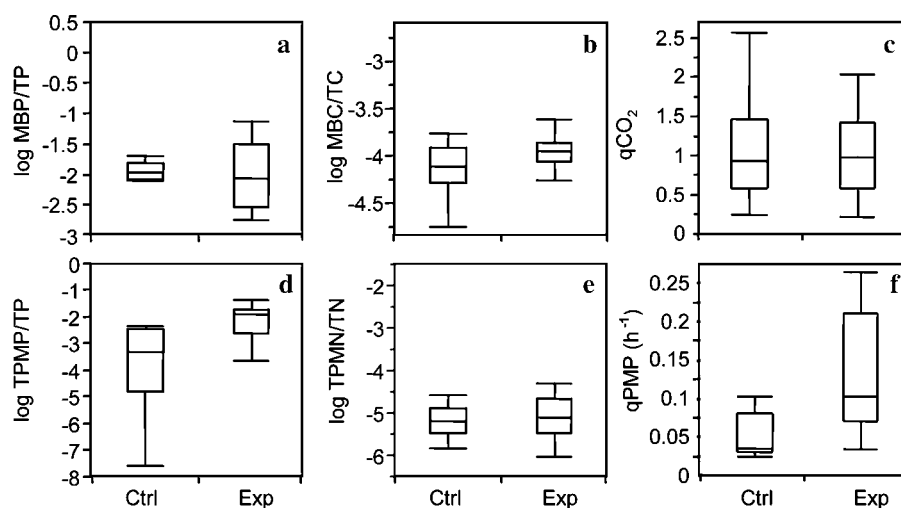 log MBP/TP
0.5
0
-0.5
-1
-1.5
-2
-2.5
-3
a
log MBC/TC
-3
-3.5
-4
-4.5
b
qCO2
2.5
2
1.5
1
0.5
0
c
log TPMP/TP
0
-1
-2
-3
-4
-5
-6
-7
-8
d
Ctrl
Exp
log TPMN/TN
-2
-3
-4
-5
-6
e
Ctrl
Exp
qPMP (h-1)
0.25
0.2
0.15
0.1
0.05
0
f
Ctrl
Exp